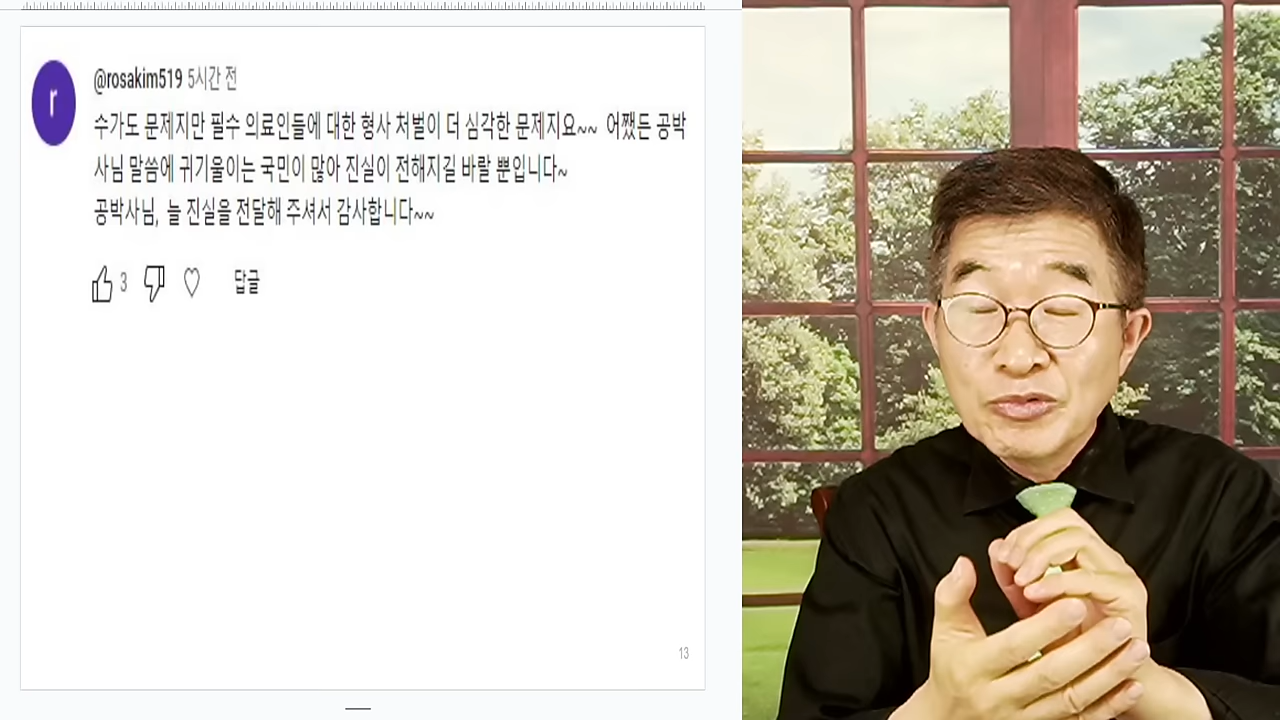 r
@rosakim519 5시간 전
수가도 문제지만 필수 의료인들에 대한 형사 처벌이 더 심각한 문제지요~~ 어쨌든 공박
사님 말씀에 귀기울이는 국민이 많아 진실이 전해지길 바랄 뿐입니다~
공박사님, 늘 진실을 전달해 주셔서 감사합니다~~
3 답글
13